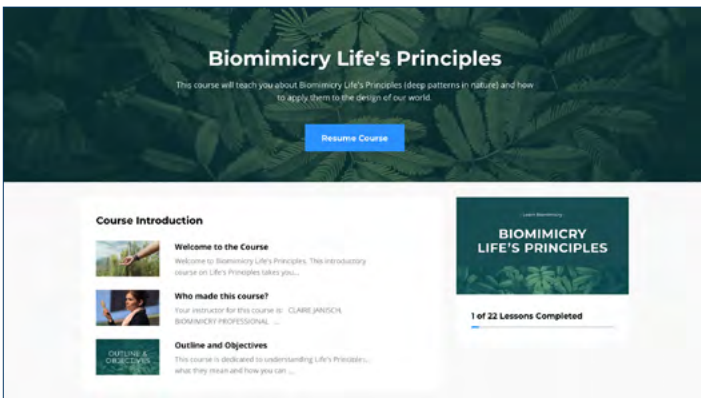 Biomimicry Life's Principles
This course will teach you about Biomimicry Life's Principles (deep patterns in nature) and how
to apply them to the design of our world.
Resume Course
Course Introduction
Welcome to the Course
Welcome to Biomimicry Life's Principles. This introductory
course on Life's Principles takes you...
Who made this course?
Your instructor for this course is: CLAIRE JANISCH,
BIOMIMICRY PROFESSIONAL ...
OUTLINE &
OBJECTIVES
Outline and Objectives
This course is dedicated to understanding Life's Principles,
what they mean and how you can ...
Learn Biomimicry
BIOMIMICRY
LIFE'S PRINCIPLES
1 of 22 Lessons Completed